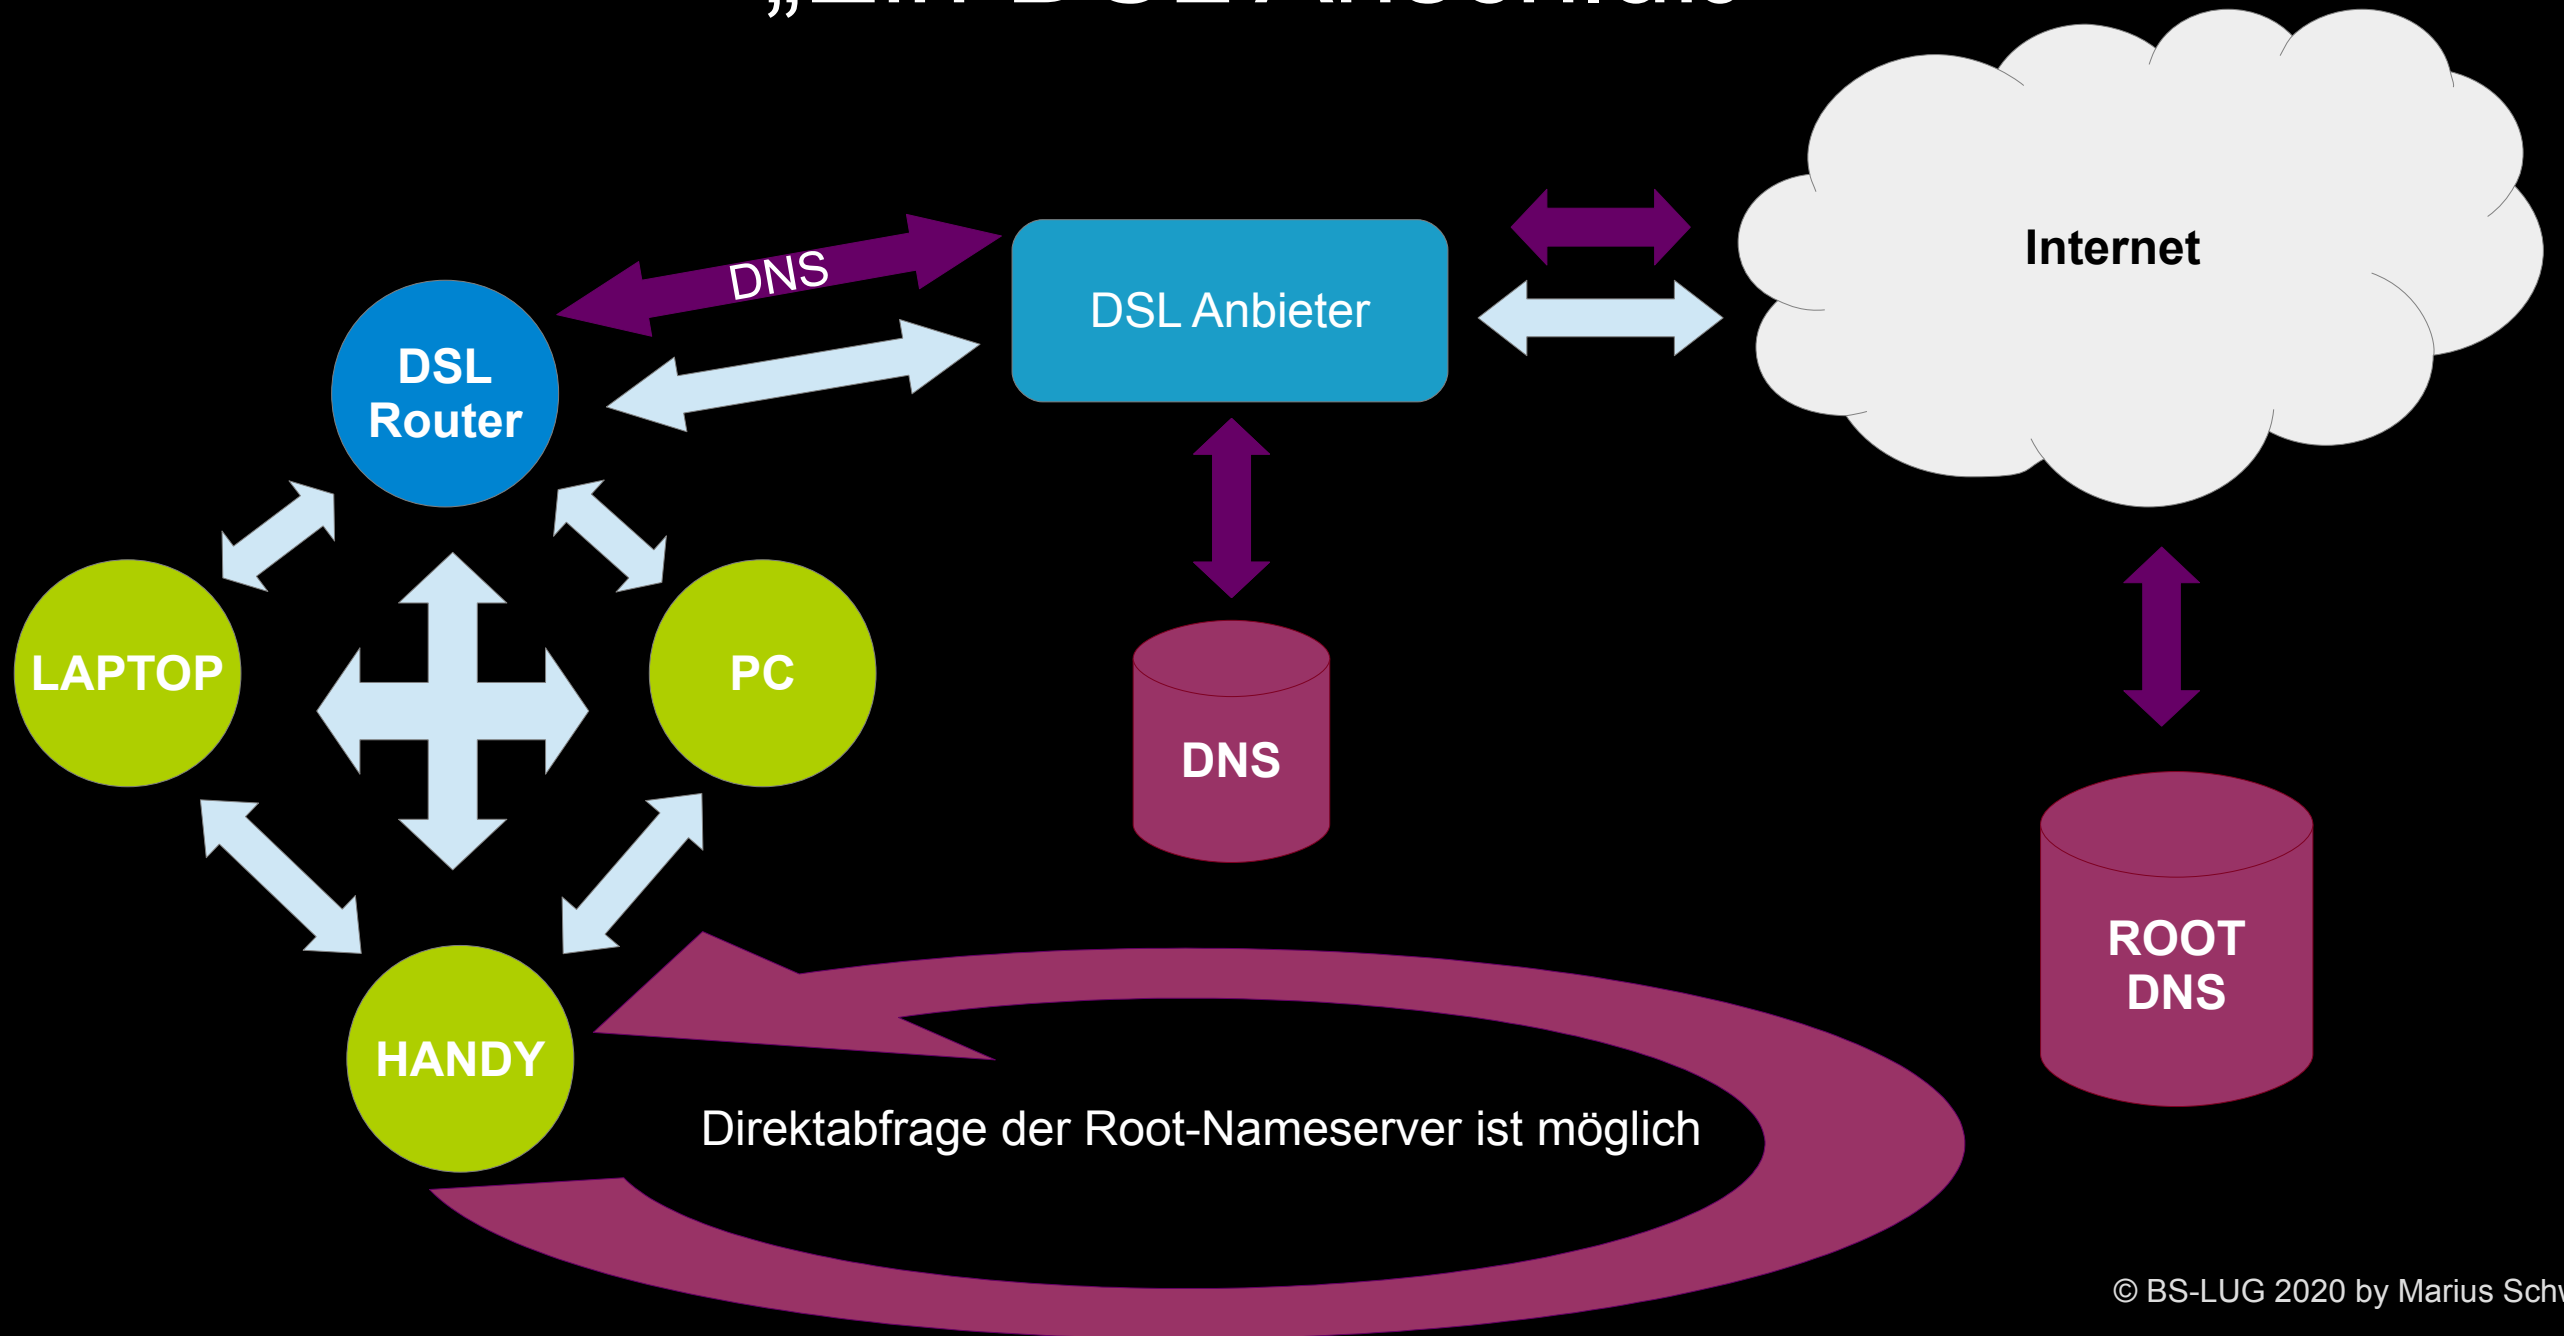 DNS
DSL Anbieter
Internet
DSL
Router
LAPTOP
PC
DNS
ROOT
DNS
HANDY
Direktabfrage der Root-Nameserver ist möglich
© BS-LUG 2020 by Marius